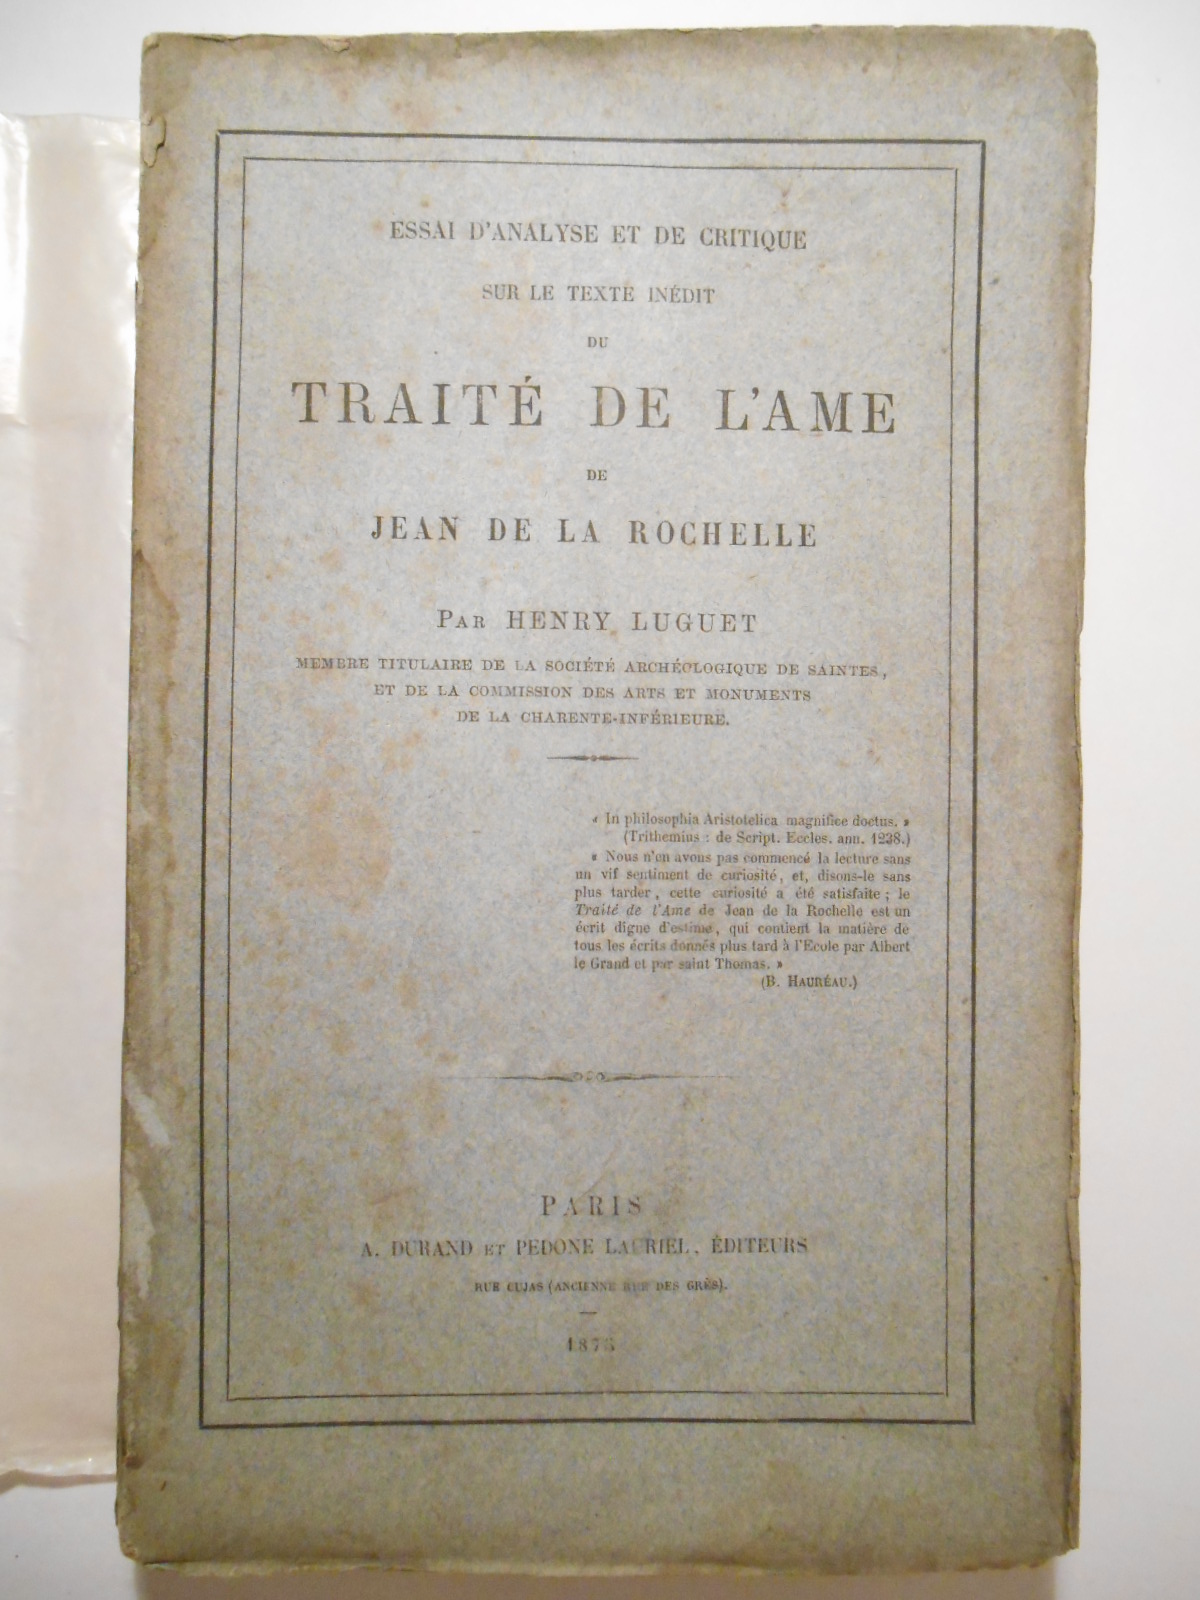 ESSAI D'ANALYSE ET DE CRITIQUE
SUR LE TEXTE INÉDIT
DU
TRAITÉ DE L'AME
DE
JEAN DE LA ROCHELLE
PAR HENRY LUGUET
MEMBRE TITULAIRE DE LA SOCIÉTÉ ARCHÉOLOGIQUE DE SAINTES,
ET DE LA COMMISSION DES ARTS ET MONUMENTS
DE LA CHARENTE-INFÉRIEURE.
« In philosophia Aristotelica magnifice doctus. »
(Trithemius : de Script. Eccles. ann. 1238.)
« Nous n'en avons pas commencé la lecture sans
un vif sentiment de curiosité, et, disons-le sans
plus tarder, cette curiosité a été satisfaite ; le
Traité de l'Ame de Jean de la Rochelle est un
écrit digne d'estime, qui contient la matière de
tous les écrits donnés plus tard à l'Ecole par Albert
le Grand et par saint Thomas. »
(B. HAURÉAU.)
PARIS
A. DURAND ET PEDONE LAURIEL, ÉDITEURS
RUE CUJAS (ANCIENNE RUE DES GRÈS).